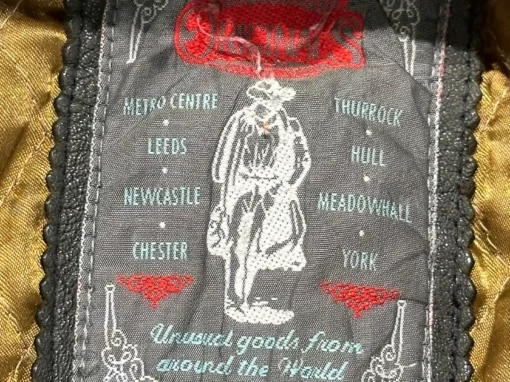 METRO CENTRE
LEEDS
NEWCASTLE
CHESTER
THURROCK
HULL
MEADOWHALL
YORK
Unusual goods from
around the World